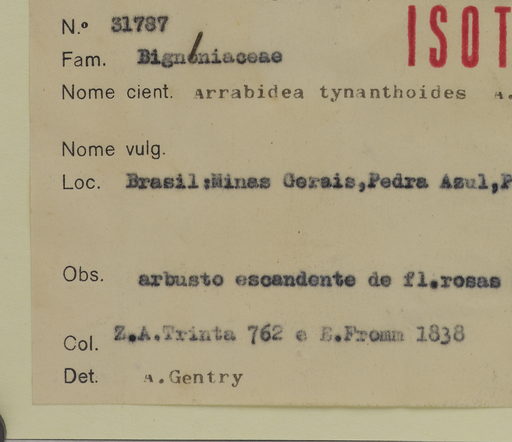 N.º 31787
ISOT
Fam. Bignoniaceae
Nome cient. Arrabidea tynanthoides A.
Nome vulg.
Loc. Brasil:Minas Gerais,Pedra Azul,P
Obs. arbusto escandente de fl.rosas
Col. Z.A.Trinta 762 e E.Fromm 1838
Det. A.Gentry